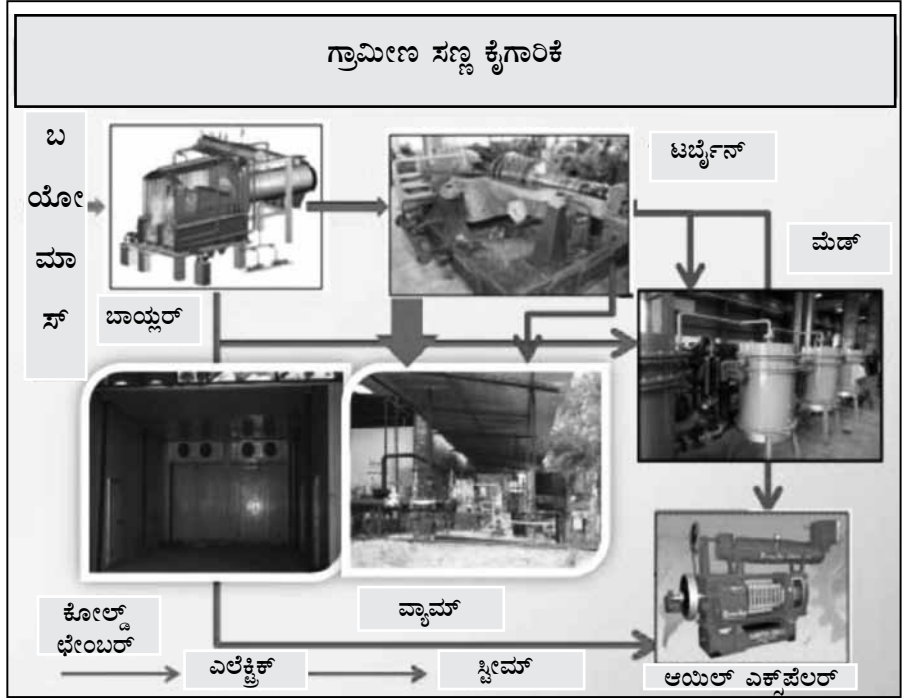 ಗ್ರಾಮೀಣ ಸಣ್ಣ ಕೈಗಾರಿಕೆ
ಬ
ಯೋ
ಮಾ
ಸ್
ಬಾಯ್ಲರ್
ಟರ್ಬೈನ್
ಮೆಡ್
ಕೋಲ್ಡ್
ಛೇಂಬರ್
ವ್ಯಾಮ್
ಎಲೆಕ್ಟ್ರಿಕ್
ಸ್ಟೀಮ್
ಆಯಿಲ್ ಎಕ್ಸ್‌ಪೆಲರ್